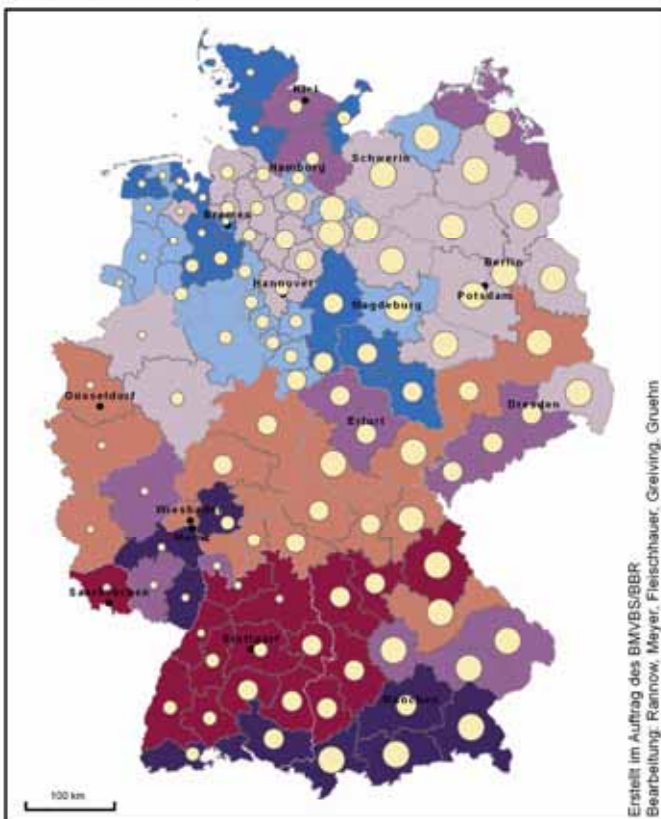 Kiel
Hamburg
Schwerin
Bremen
Berlin
Hannover
Potsdam
Magdeburg
Düsseldorf
Dresden
Erfurt
Wiesbaden
Mainz
Saarbrücken
Stuttgart
München
100 km
Erstellt im Auftrag des BMVBS/BBR
Bearbeitung: Rannow, Meyer, Fleischhauer, Greiving, Gruehn